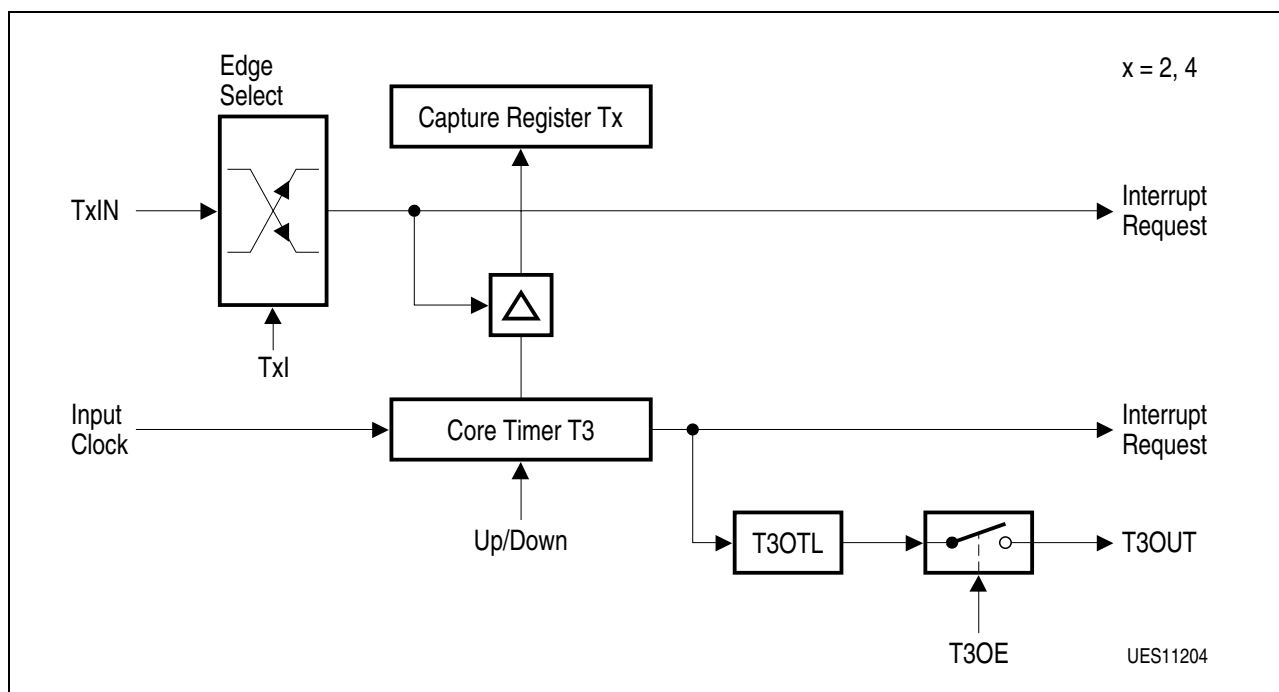 Edge
Select
x = 2, 4
Capture Register Tx
TxIN
Interrupt
Request
TxI
Input
Clock
Core Timer T3
Interrupt
Request
Up/Down
T3OTL
T3OUT
T3OE
UES11204